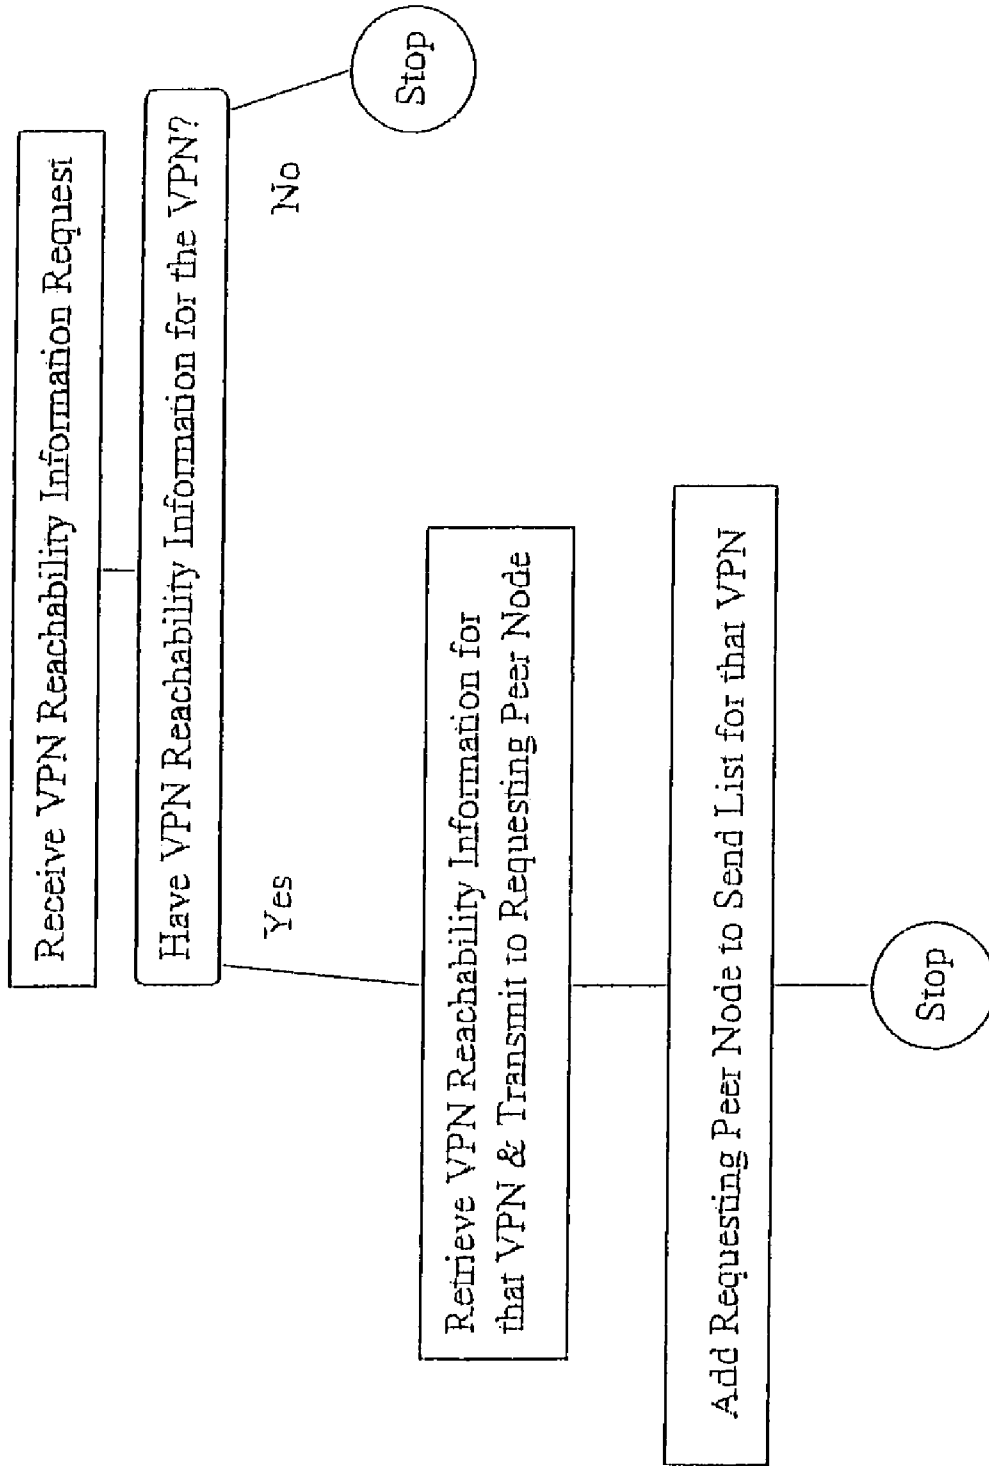 Receive VPN Reachability Information Request
Have VPN Reachability Information for the VPN?
Yes
No
Stop
Retrieve VPN Reachability Information for
that VPN & Transmit to Requesting Peer Node
Add Requesting Peer Node to Send List for that VPN
Stop